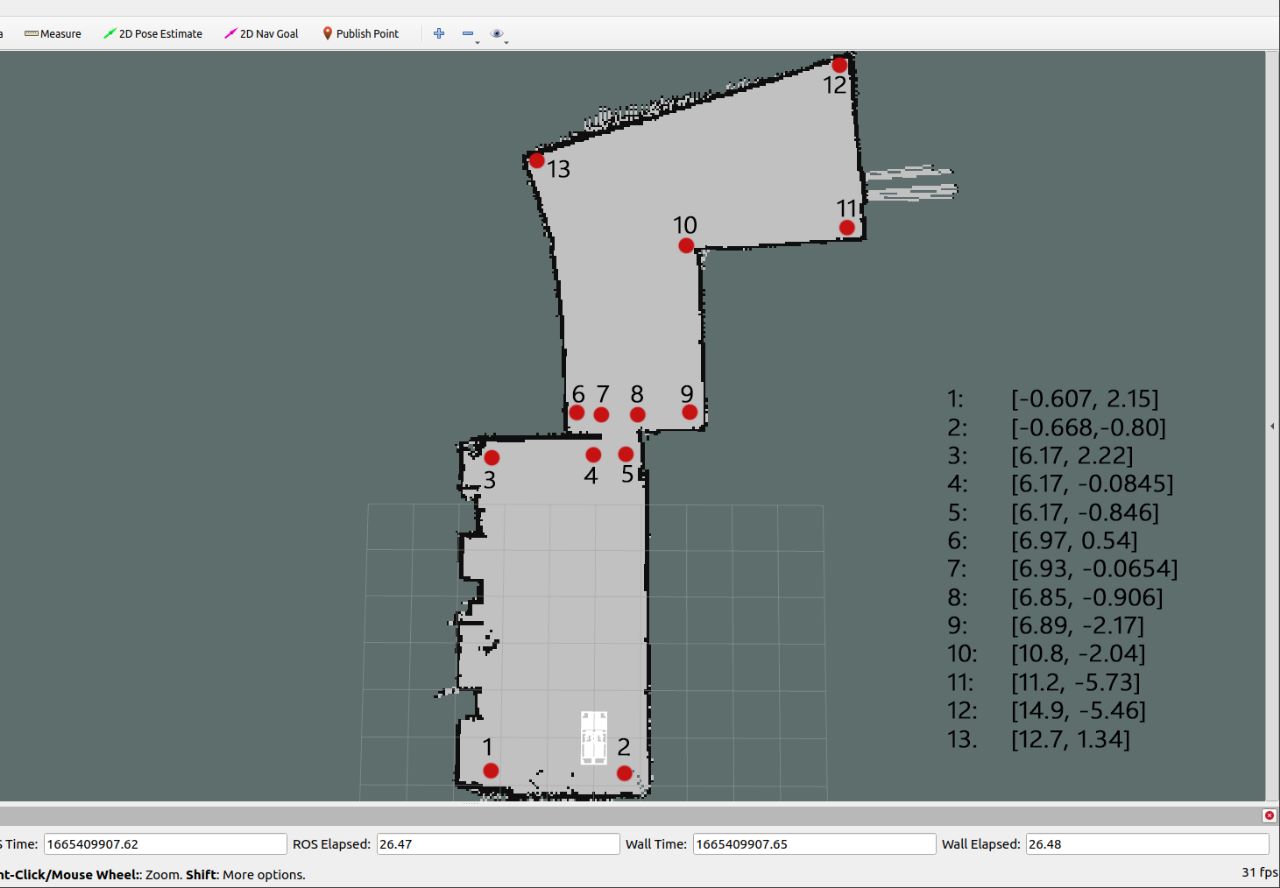 Measure 2D Pose Estimate 2D Nav Goal Publish Point
12
13
11
10
6 7 8 9
3 4 5
1 2
1: [-0.607, 2.15]
2: [-0.668,-0.80]
3: [6.17, 2.22]
4: [6.17, -0.0845]
5: [6.17, -0.846]
6: [6.97, 0.54]
7: [6.93, -0.0654]
8: [6.85, -0.906]
9: [6.89, -2.17]
10: [10.8, -2.04]
11: [11.2, -5.73]
12: [14.9, -5.46]
13. [12.7, 1.34]
Time: 1665409907.62 ROS Elapsed: 26.47 Wall Time: 1665409907.65 Wall Elapsed: 26.48
nt-Click/Mouse Wheel:: Zoom. Shift: More options. 31 fps